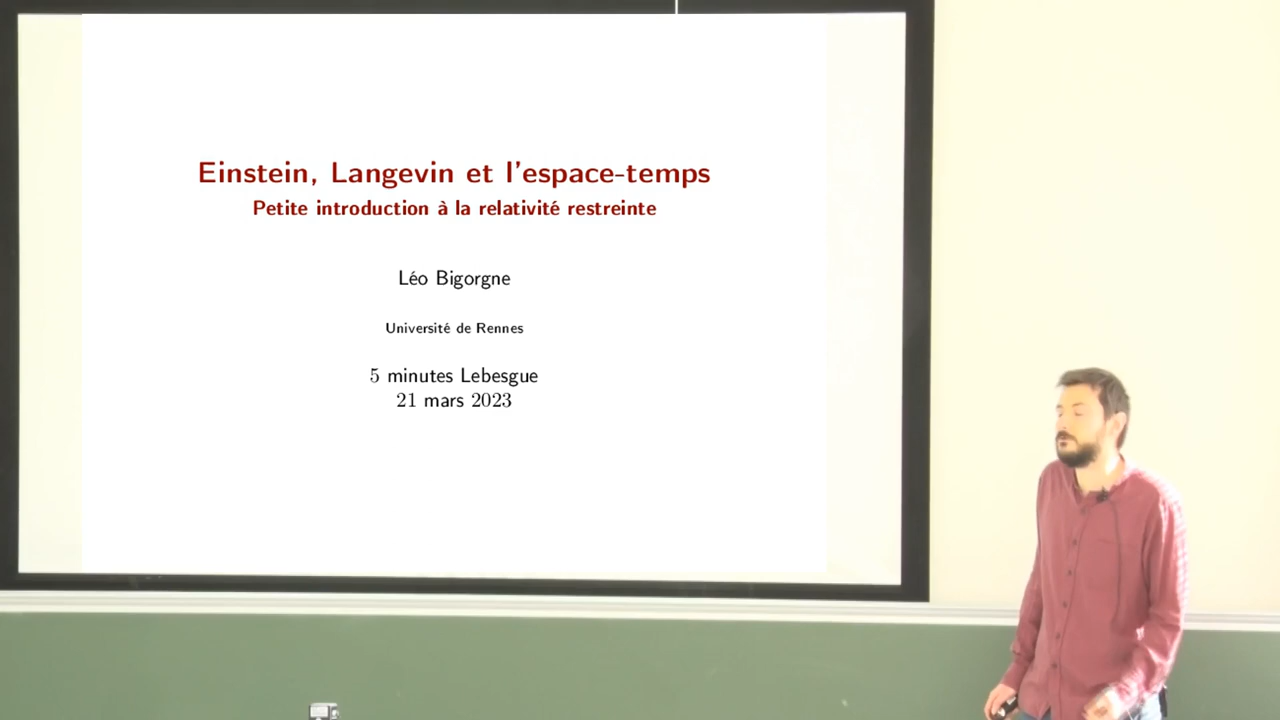 Einstein, Langevin et l'espace-temps
Petite introduction à la relativité restreinte
Léo Bigorgne
Université de Rennes
5 minutes Lebesgue
21 mars 2023